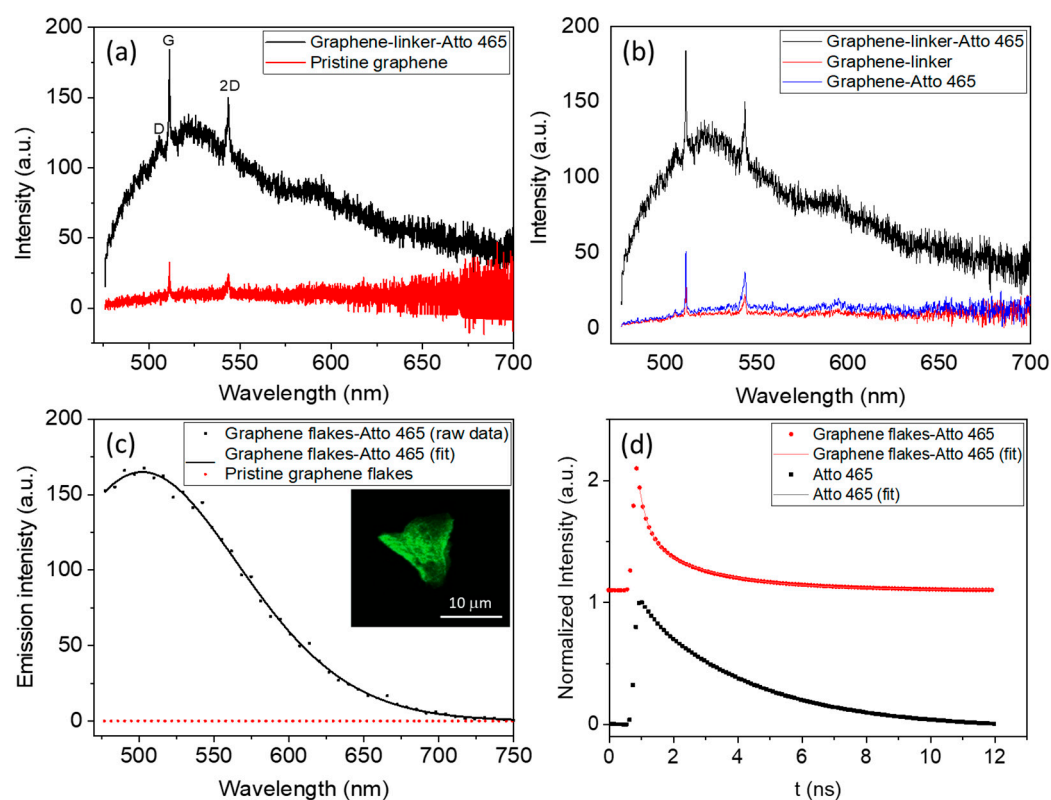 (a)
Graphene-linker-Atto 465
Pristine graphene
D
G
2D
200
150
100
50
0
Intensity (a.u.)
500 550 600 650 700
Wavelength (nm)
(b)
Graphene-linker-Atto 465
Graphene-linker
Graphene-Atto 465
200
150
100
50
0
Intensity (a.u.)
500 550 600 650 700
Wavelength (nm)
(c)
Graphene flakes-Atto 465 (raw data)
Graphene flakes-Atto 465 (fit)
Pristine graphene flakes
10 μm
200
150
100
50
0
Emission intenisty (a.u.)
500 550 600 650 700 750
Wavelength (nm)
(d)
Graphene flakes-Atto 465
Graphene flakes-Atto 465 (fit)
Atto 465
Atto 465 (fit)
2
1
0
Normalized Intensity (a.u.)
0 2 4 6 8 10 12
t (ns)